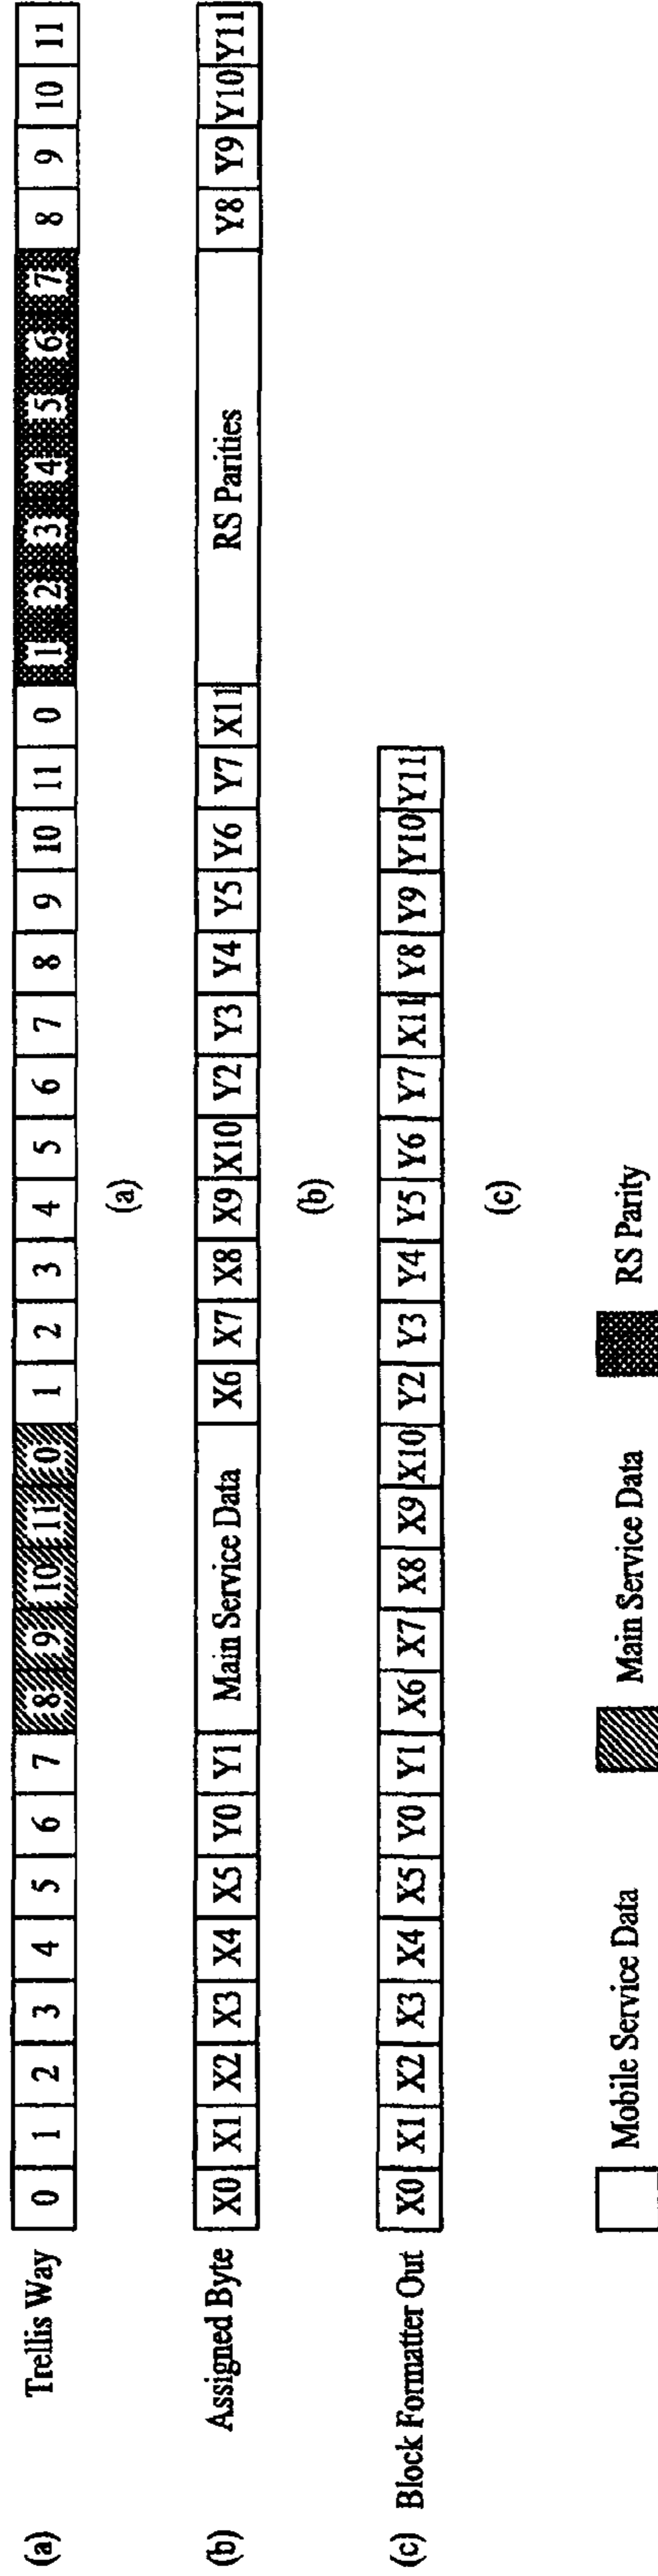 (a) Trellis Way 0 1 2 3 4 5 6 7 8 9 10 11 0 1 2 3 4 5 6 7 8 9 10 11 0 1 2 3 4 5 6 7 8 9 10 11
(a)
(b) Assigned Byte X0 X1 X2 X3 X4 X5 Y0 Y1 Main Service Data X6 X7 X8 X9 X10 Y2 Y3 Y4 Y5 Y6 Y7 X11 RS Parities Y8 Y9 Y10 Y11
(b)
(c) Block Formatter Out X0 X1 X2 X3 X4 X5 Y0 Y1 X6 X7 X8 X9 X10 Y2 Y3 Y4 Y5 Y6 Y7 X11 Y8 Y9 Y10 Y11
(c)
Mobile Service Data Main Service Data RS Parity